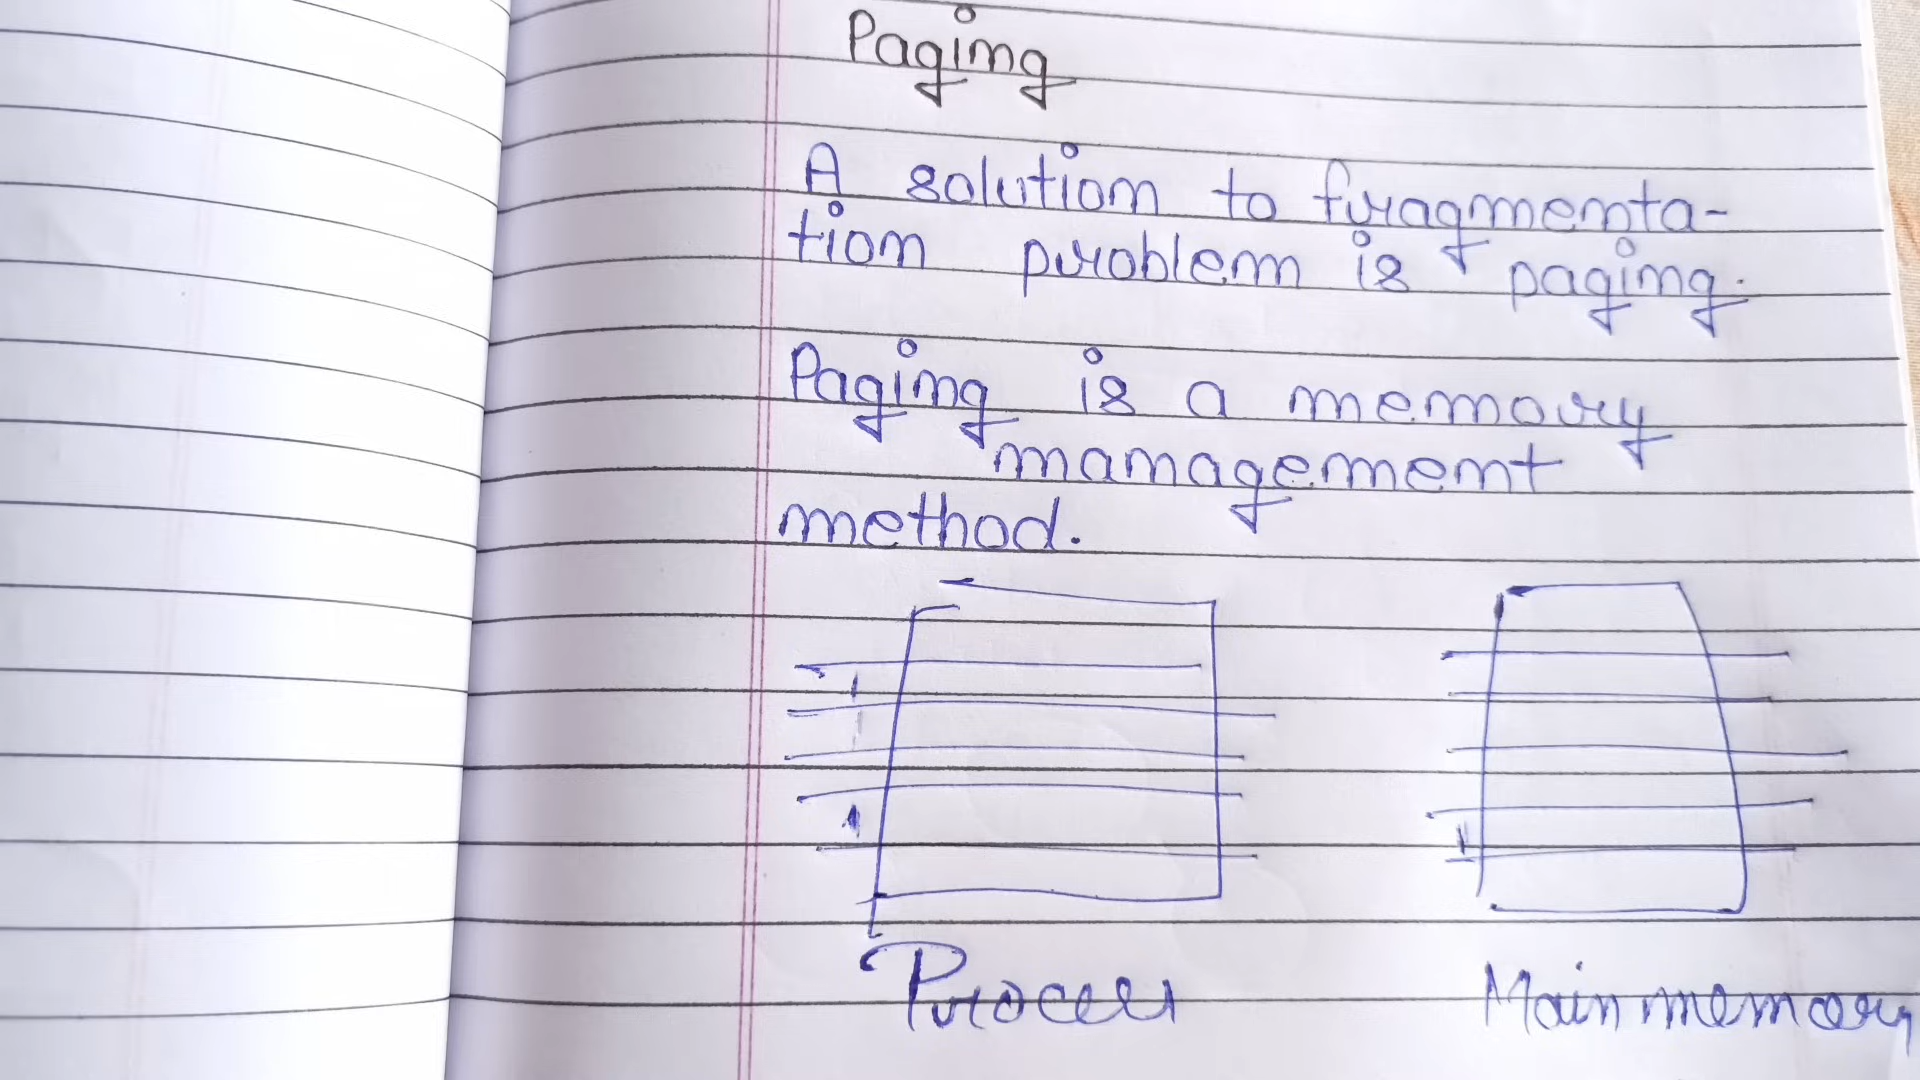 Paging
A solution to fragmenta-
tion problem is paging.
Paging is a memory
management
method.
Process
Main memory